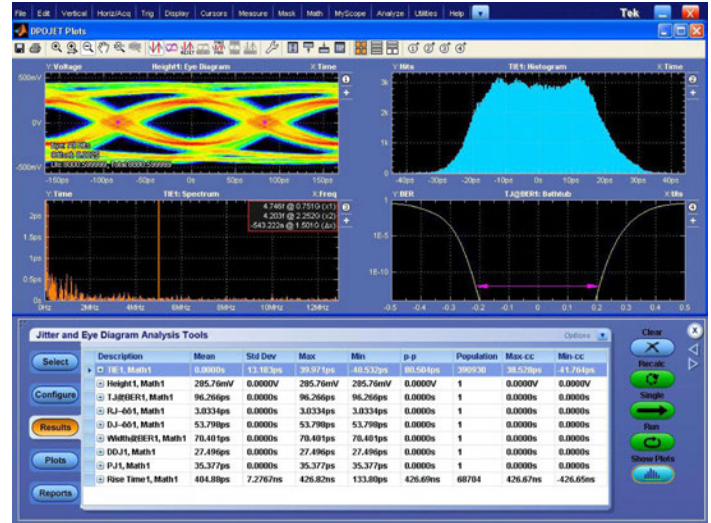 File Edit Vertical Horiz/Acq Trig Display Cursors Measure Mask Math MyScope Analyze Utilities Help Tek
DPOJET Plots
Y:Voltage Height1: Eye Diagram X:Time
500mV
0V
-500mV
-150ps -100ps -50ps 0s 50ps 100ps 150ps
Y:Hits TIE1: Histogram X:Time
3k
2k
1k
0
-40ps -30ps -20ps -10ps 0s 10ps 20ps 30ps 40ps
Y:Time TIE1: Spectrum X:Freq
4.746f @ 0.751G (x1)
4.203f @ 2.252G (x2)
-543.222a @ 1.501G (Δx)
2ps
1.5ps
1ps
0.5ps
0s
0Hz 2MHz 4MHz 6MHz 8MHz 10MHz 12MHz
Y:BER TJ@BER1: Bathtub X:UIs
1
1E-5
1E-10
-0.5 -0.4 -0.3 -0.2 -0.1 0 0.1 0.2 0.3 0.4 0.5
Jitter and Eye Diagram Analysis Tools Options
Clear
Recalc
Single
Run
Show Plots
Select
Configure
Results
Plots
Reports
Description Mean Std Dev Max Min p-p Population Max-cc Min-cc
TIE1, Math1 0.0000s 13.183ps 39.971ps -40.532ps 80.504ps 390930 38.528ps -41.764ps
Height1, Math1 285.76mV 0.0000V 285.76mV 285.76mV 0.0000V 1 0.0000V 0.0000V
TJ@BER1, Math1 96.266ps 0.0000s 96.266ps 96.266ps 0.0000s 1 0.0000s 0.0000s
RJ-δδ1, Math1 3.0334ps 0.0000s 3.0334ps 3.0334ps 0.0000s 1 0.0000s 0.0000s
DJ-δδ1, Math1 53.798ps 0.0000s 53.798ps 53.798ps 0.0000s 1 0.0000s 0.0000s
Width@BER1, Math1 70.401ps 0.0000s 70.401ps 70.401ps 0.0000s 1 0.0000s 0.0000s
DDJ1, Math1 27.496ps 0.0000s 27.496ps 27.496ps 0.0000s 1 0.0000s 0.0000s
PJ1, Math1 35.377ps 0.0000s 35.377ps 35.377ps 0.0000s 1 0.0000s 0.0000s
Rise Time1, Math1 404.88ps 7.2767ns 426.82ns 133.80ps 426.69ns 68704 426.67ns -426.65ns